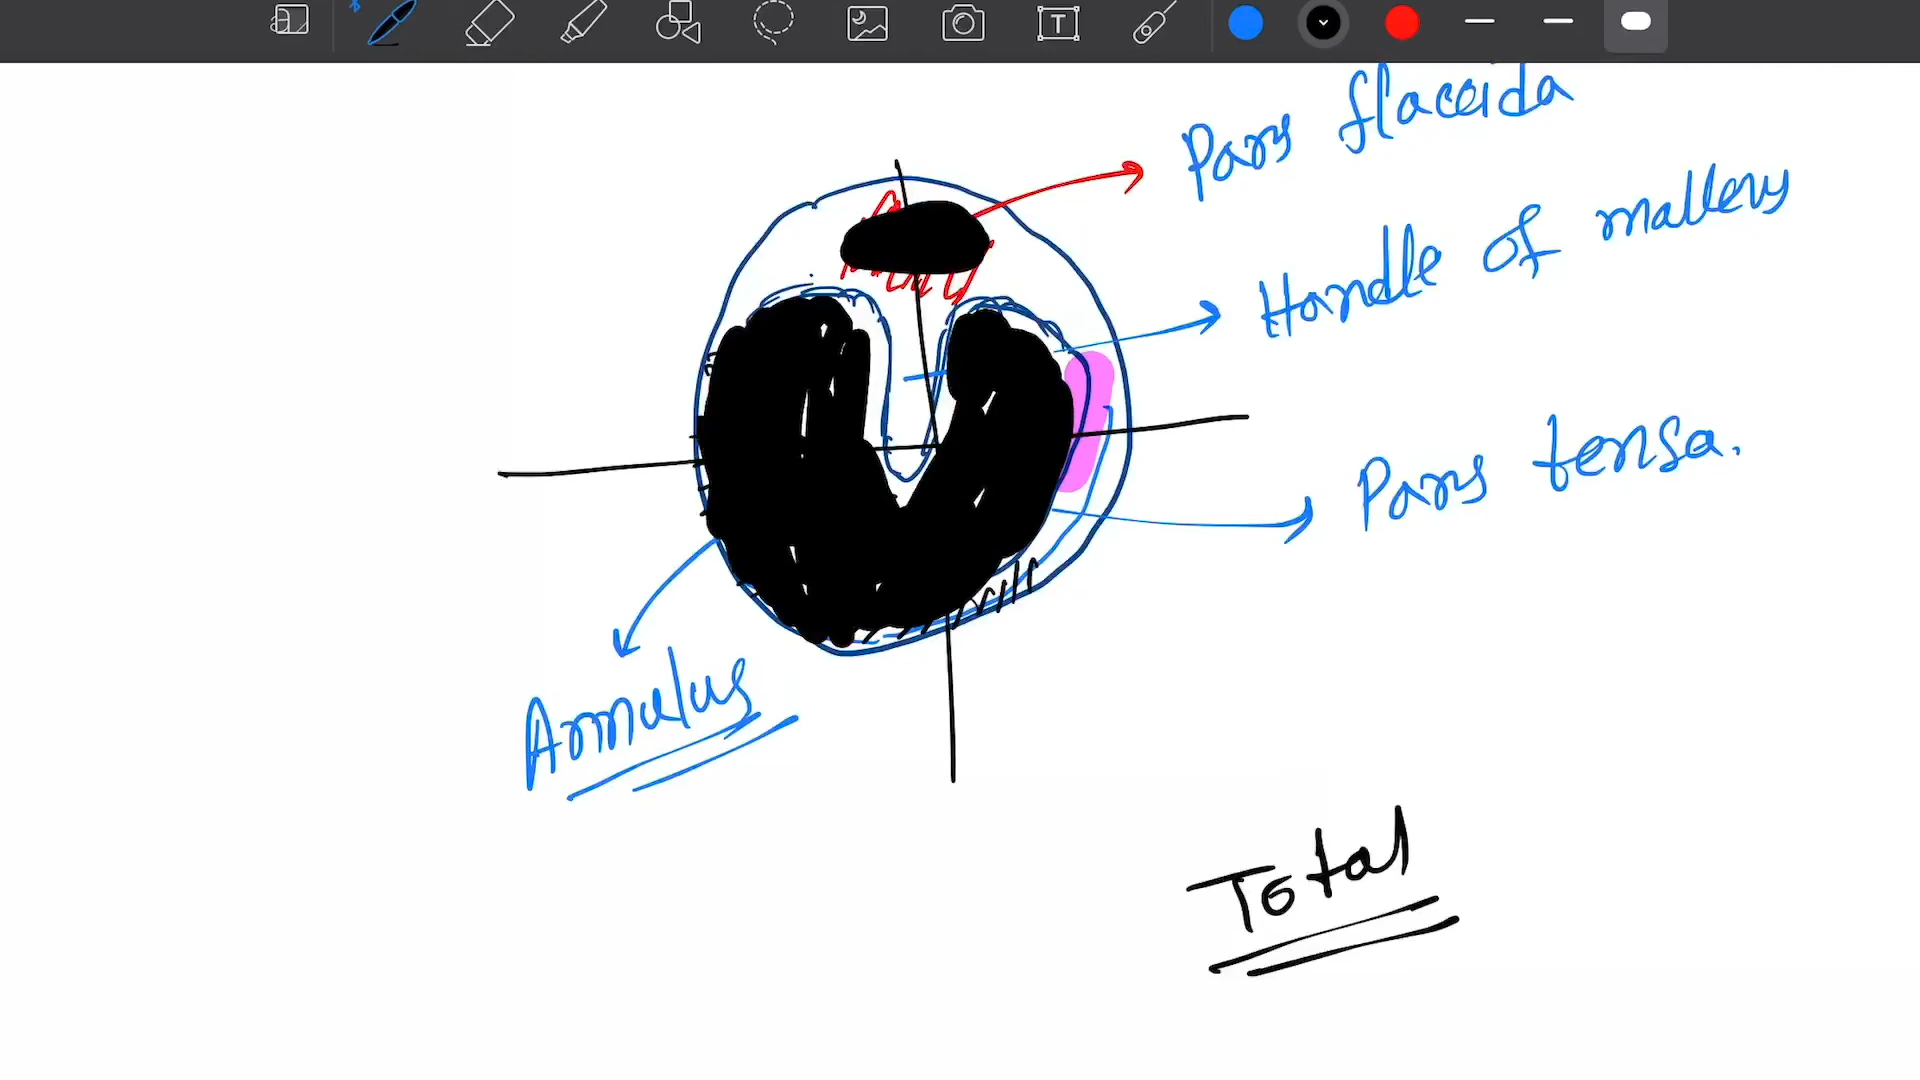 Pars flaccida
Handle of malleus
Pars tensa.
Annulus
Total
T